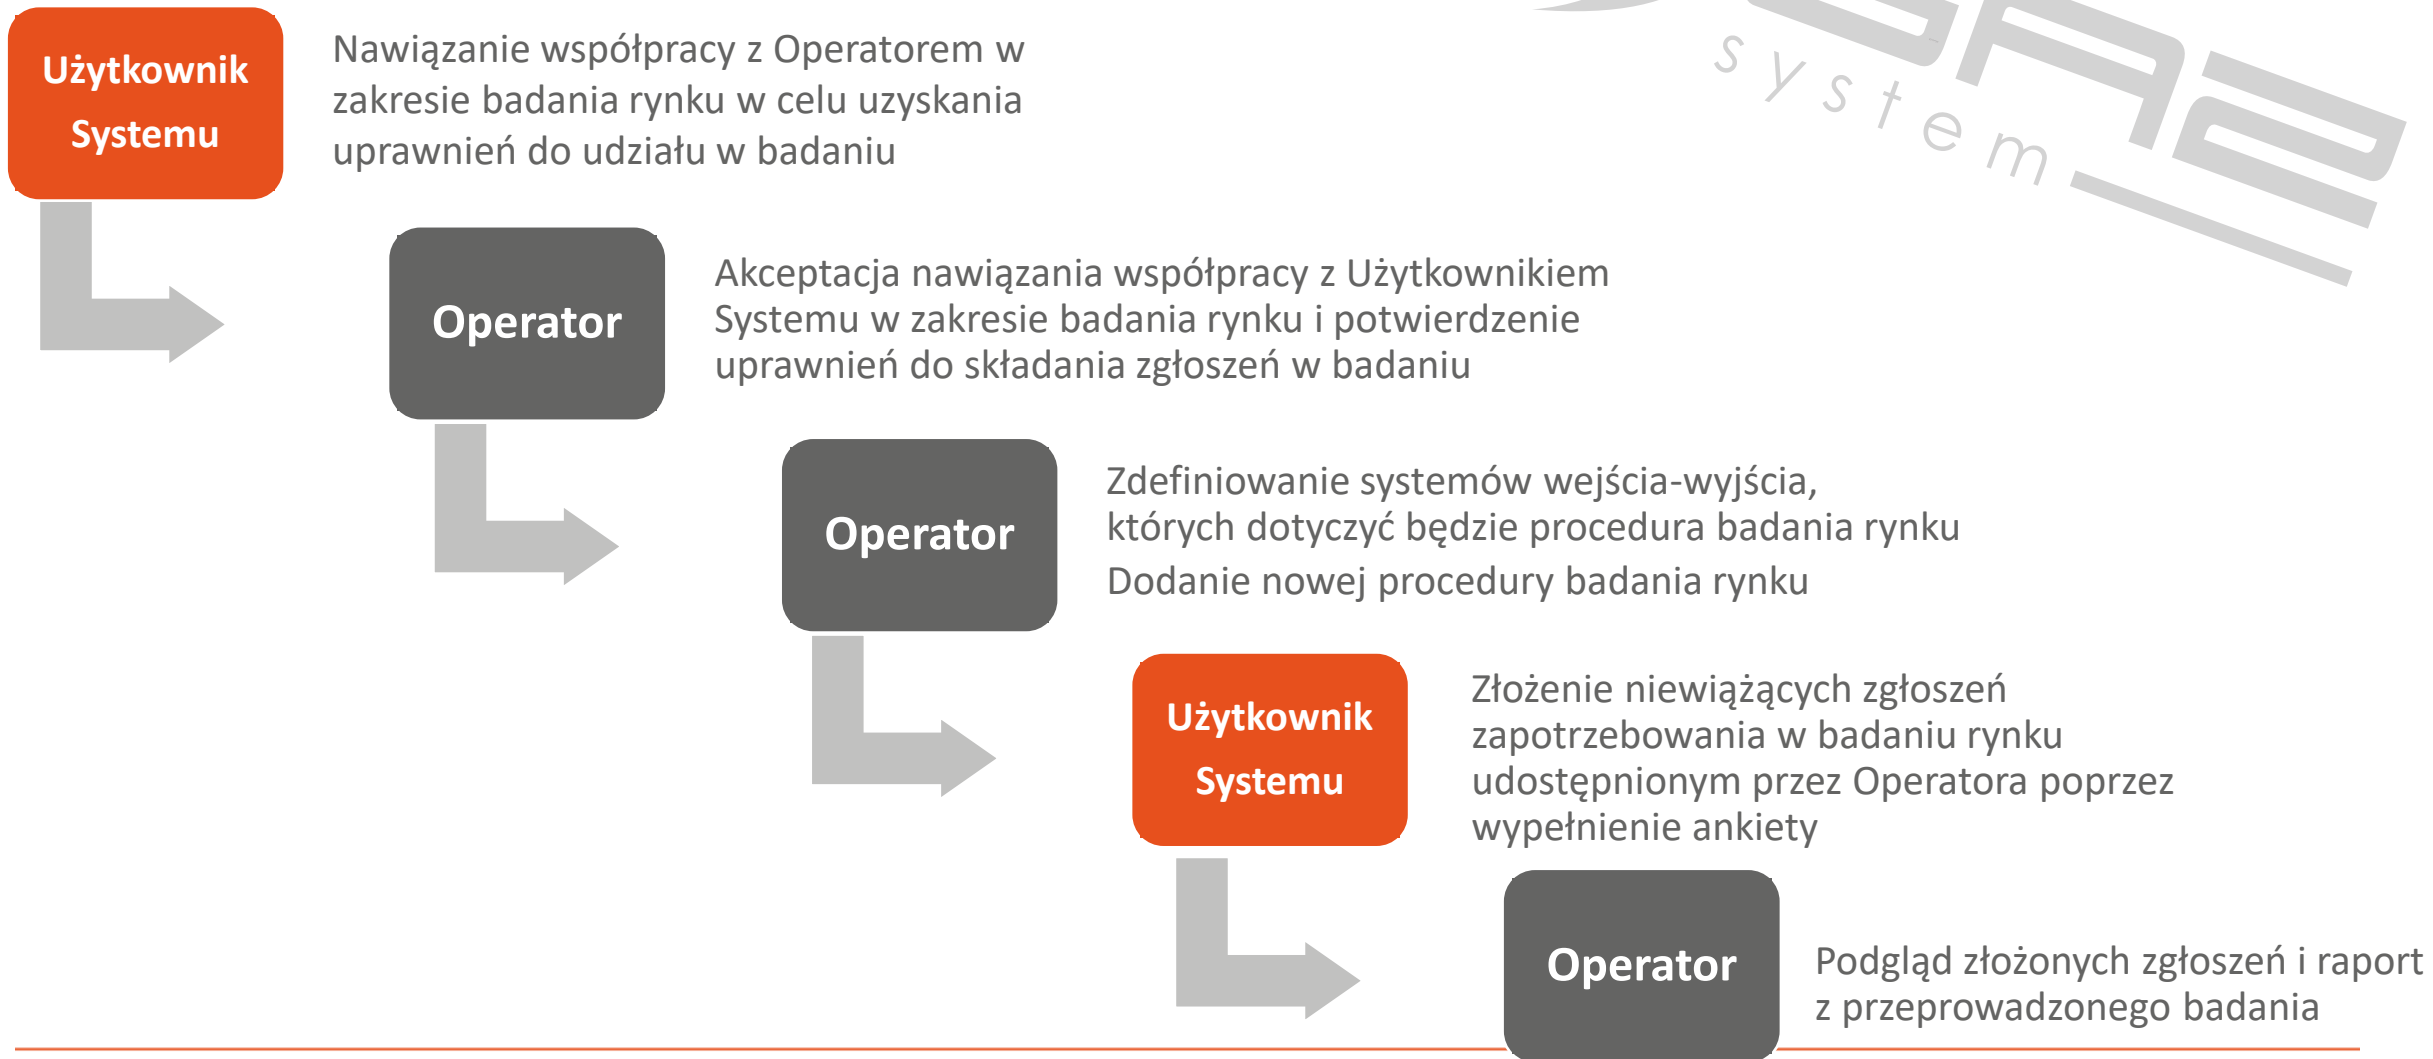 Użytkownik
Systemu
Nawiązanie współpracy z Operatorem w
zakresie badania rynku w celu uzyskania
uprawnień do udziału w badaniu
system
Operator
Akceptacja nawiązania współpracy z Użytkownikiem
Systemu w zakresie badania rynku i potwierdzenie
uprawnień do składania zgłoszeń w badaniu
Operator
Zdefiniowanie systemów wejścia-wyjścia,
których dotyczyć będzie procedura badania rynku
Dodanie nowej procedury badania rynku
Użytkownik
Systemu
Złożenie niewiążących zgłoszeń
zapotrzebowania w badaniu rynku
udostępnionym przez Operatora poprzez
wypełnienie ankiety
Operator
Podgląd złożonych zgłoszeń i raport
z przeprowadzonego badania